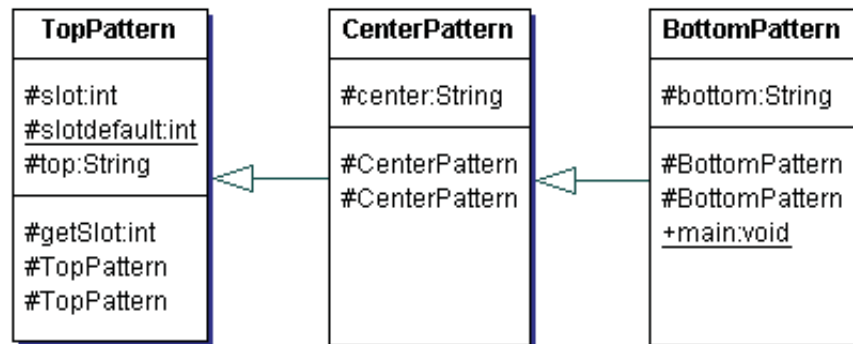 TopPattern
#slot:int
#slotdefault:int
#top:String
#getSlot:int
#TopPattern
#TopPattern
CenterPattern
#center:String
#CenterPattern
#CenterPattern
BottomPattern
#bottom:String
#BottomPattern
#BottomPattern
+main:void